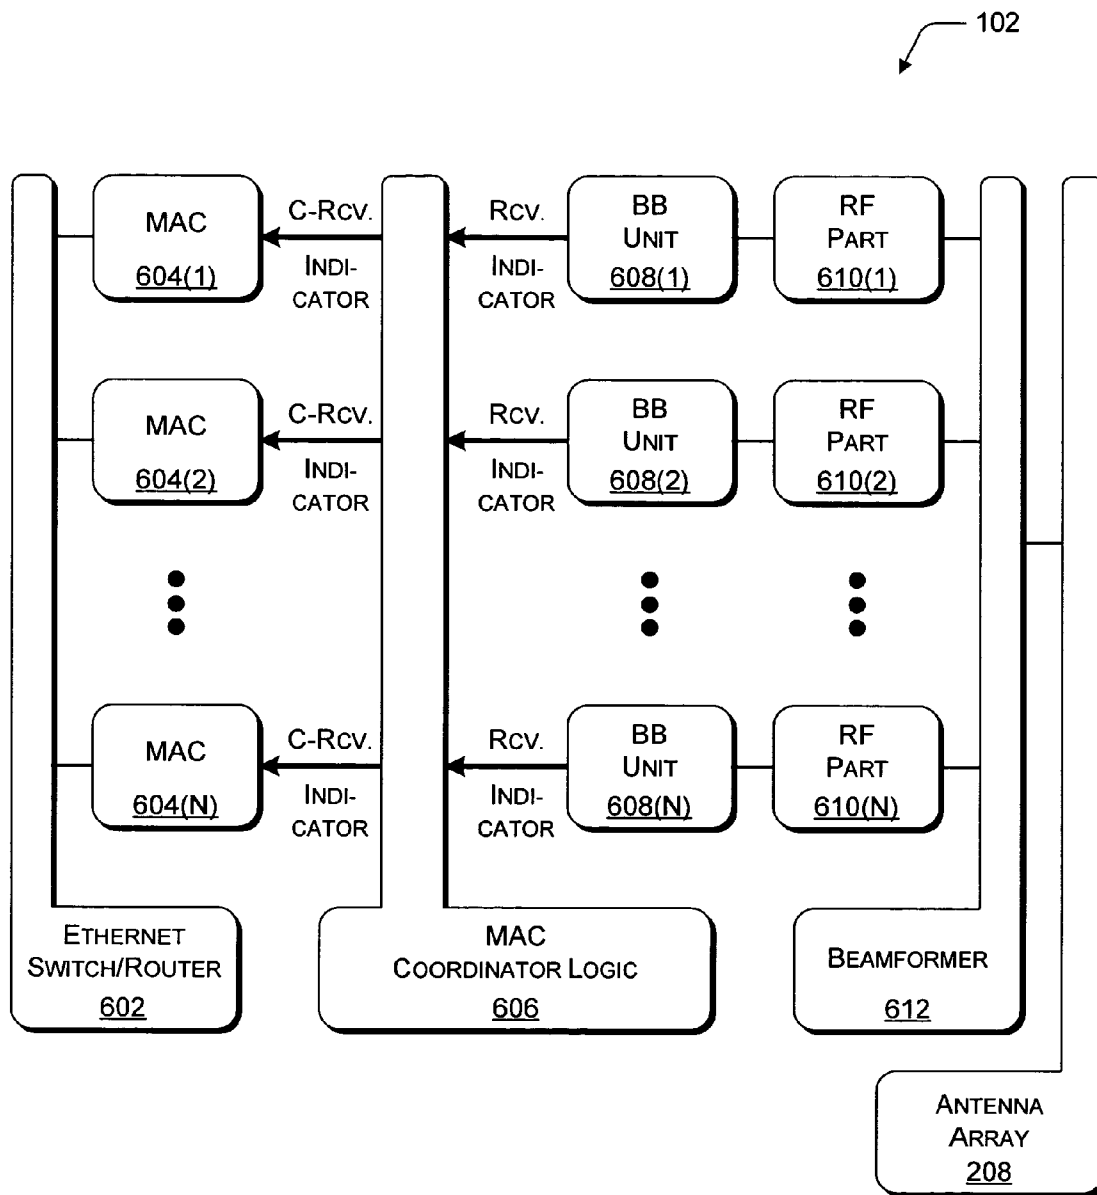 102
MAC
604(1)
C-RCV.
INDI-
CATOR
RCV.
INDI-
CATOR
BB
UNIT
608(1)
RF
PART
610(1)
MAC
604(2)
C-RCV.
INDI-
CATOR
RCV.
INDI-
CATOR
BB
UNIT
608(2)
RF
PART
610(2)
MAC
604(N)
C-RCV.
INDI-
CATOR
RCV.
INDI-
CATOR
BB
UNIT
608(N)
RF
PART
610(N)
ETHERNET
SWITCH/ROUTER
602
MAC
COORDINATOR LOGIC
606
BEAMFORMER
612
ANTENNA
ARRAY
208